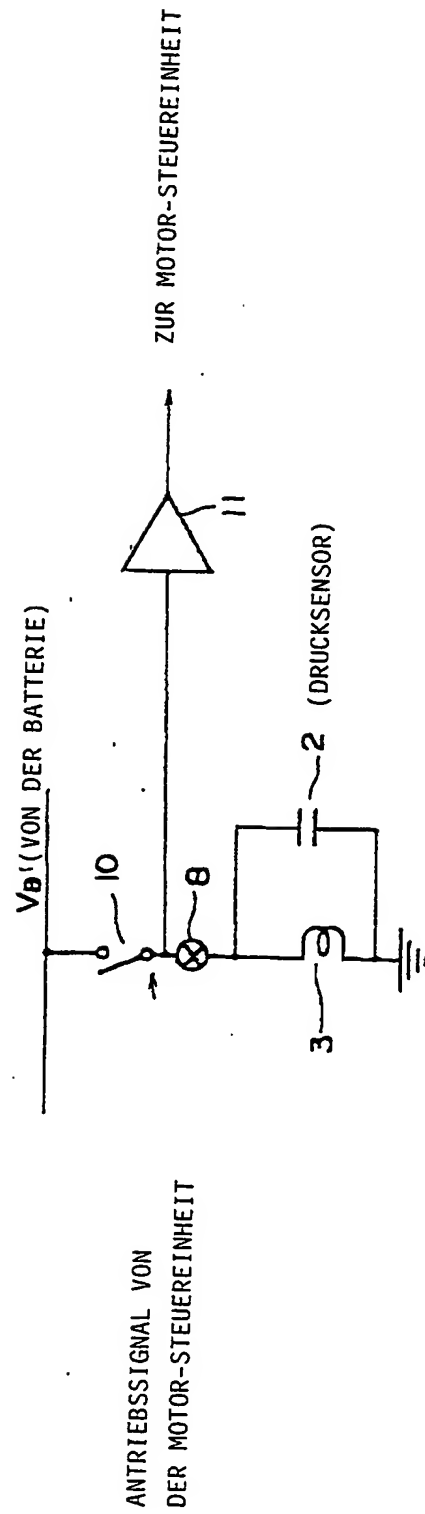 VB'(VON DER BATTERIE)
10
ZUR MOTOR-STEUEREINHEIT
11
8
ANTRIEBSSIGNAL VON
DER MOTOR-STEUEREINHEIT
2 (DRUCKSENSOR)
3